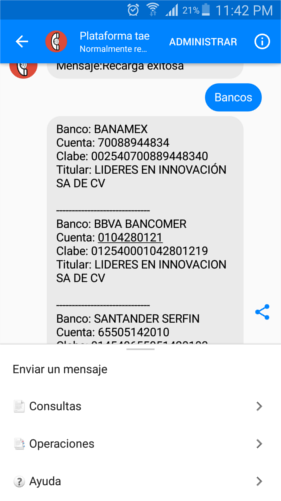 21% 11:42 PM
Plataforma tae
Normalmente re...
ADMINISTRAR
Mensaje:Recarga exitosa
Bancos
Banco: BANAMEX
Cuenta: 70088944834
Clabe: 002540700889448340
Titular: LIDERES EN INNOVACIÓN
SA DE CV
-----------------------------
Banco: BBVA BANCOMER
Cuenta: 0104280121
Clabe: 012540001042801219
Titular: LIDERES EN INNOVACION
SA DE CV
-----------------------------
Banco: SANTANDER SERFIN
Cuenta: 65505142010
Enviar un mensaje
Consultas
Operaciones
Ayuda